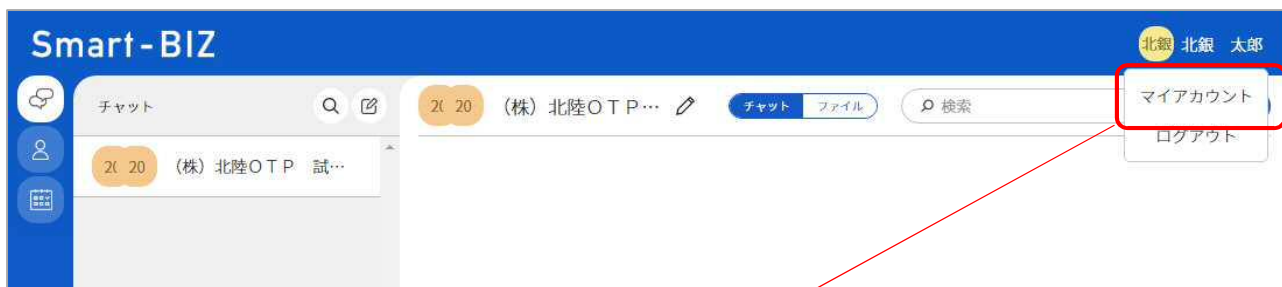 Smart-BIZ
北銀 北銀 太郎
チャット
2( 20 (株)北陸OTP… チャット ファイル 検索
マイアカウント
ログアウト
2( 20 (株)北陸OTP 試…